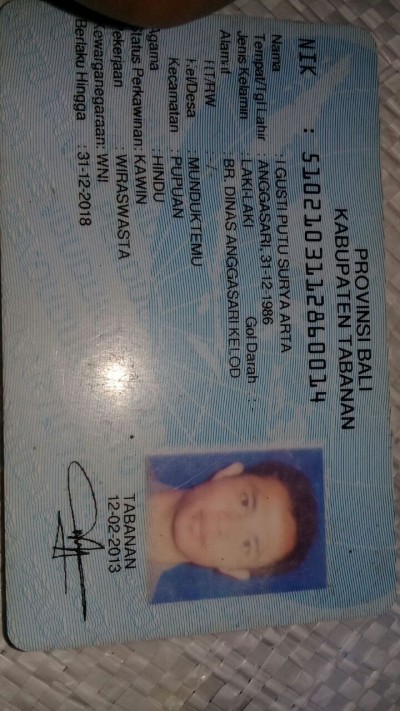 PROVINSI BALI
KABUPATEN TABANAN
NIK : 5102103112860014
Nama : I GUSTI PUTU SURYA ARTA
Tempat/Tgl Lahir : ANGGASARI, 31-12-1986
Jenis Kelamin : LAKI-LAKI Gol Darah : -
Alamat : BR. DINAS ANGGASARI KELOD
RT/RW : -/-
Kel/Desa : MUNDUKTEMU
Kecamatan : PUPUAN
Agama : HINDU
Status Perkawinan: KAWIN
Pekerjaan : WIRASWASTA
Kewarganegaraan: WNI
Berlaku Hingga : 31-12-2018
TABANAN
12-02-2013